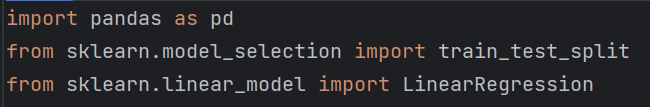 import pandas as pd
from sklearn.model_selection import train_test_split
from sklearn.linear_model import LinearRegression